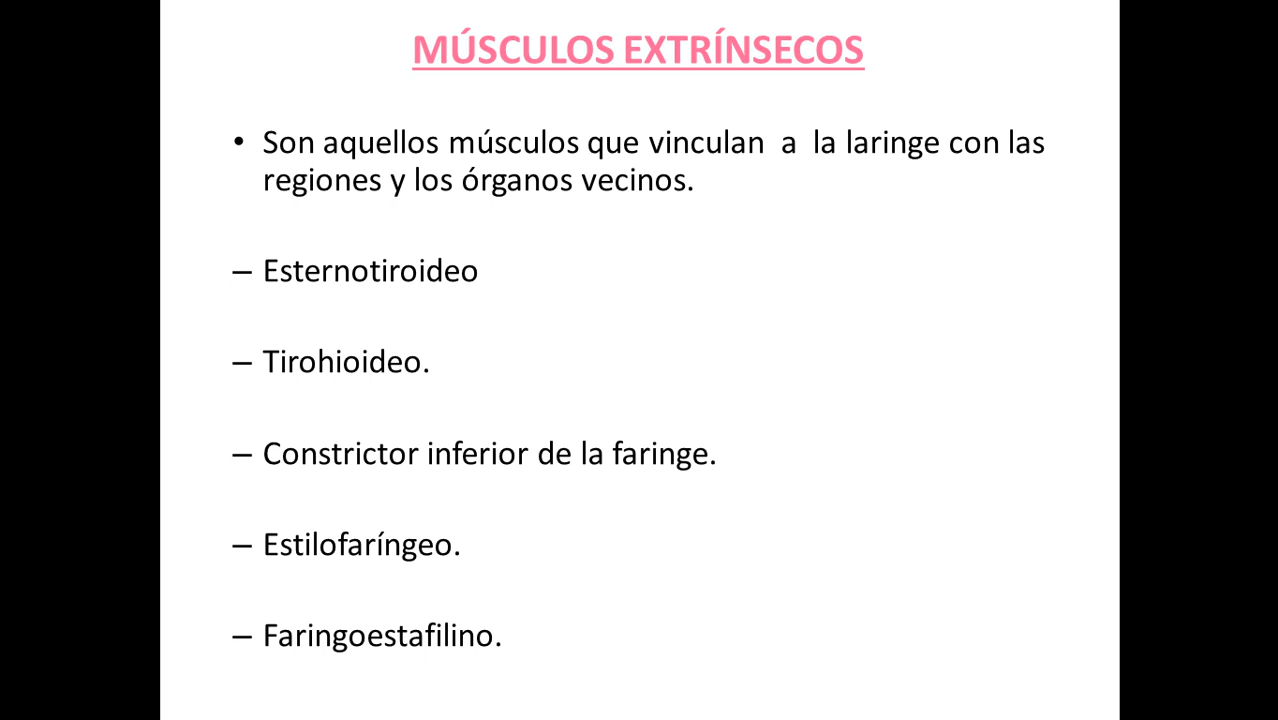 MÚSCULOS EXTRÍNSECOS
• Son aquellos músculos que vinculan a la laringe con las
regiones y los órganos vecinos.
– Esternotiroideo
– Tirohioideo.
– Constrictor inferior de la faringe.
– Estilofaríngeo.
– Faringoestafilino.